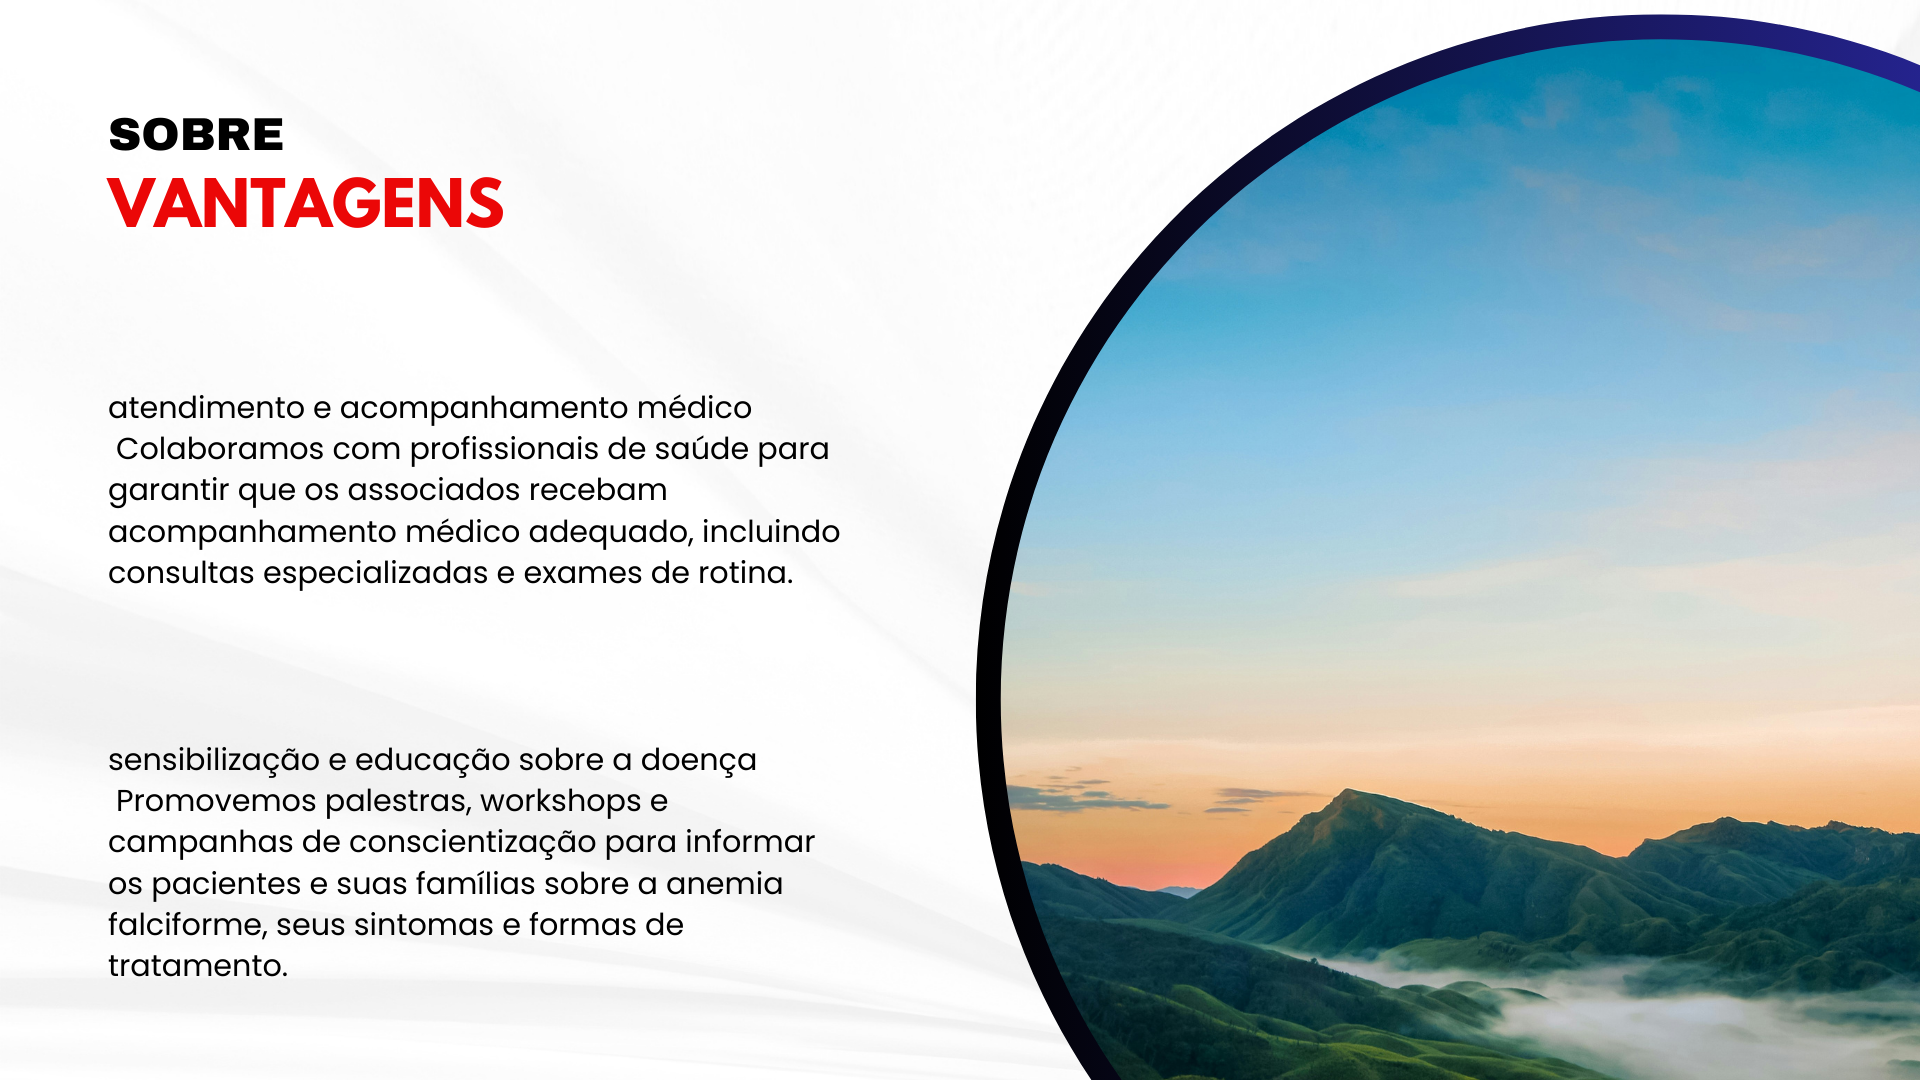 SOBRE
VANTAGENS
atendimento e acompanhamento médico
Colaboramos com profissionais de saúde para
garantir que os associados recebam
acompanhamento médico adequado, incluindo
consultas especializadas e exames de rotina.
sensibilização e educação sobre a doença
Promovemos palestras, workshops e
campanhas de conscientização para informar
os pacientes e suas famílias sobre a anemia
falciforme, seus sintomas e formas de
tratamento.